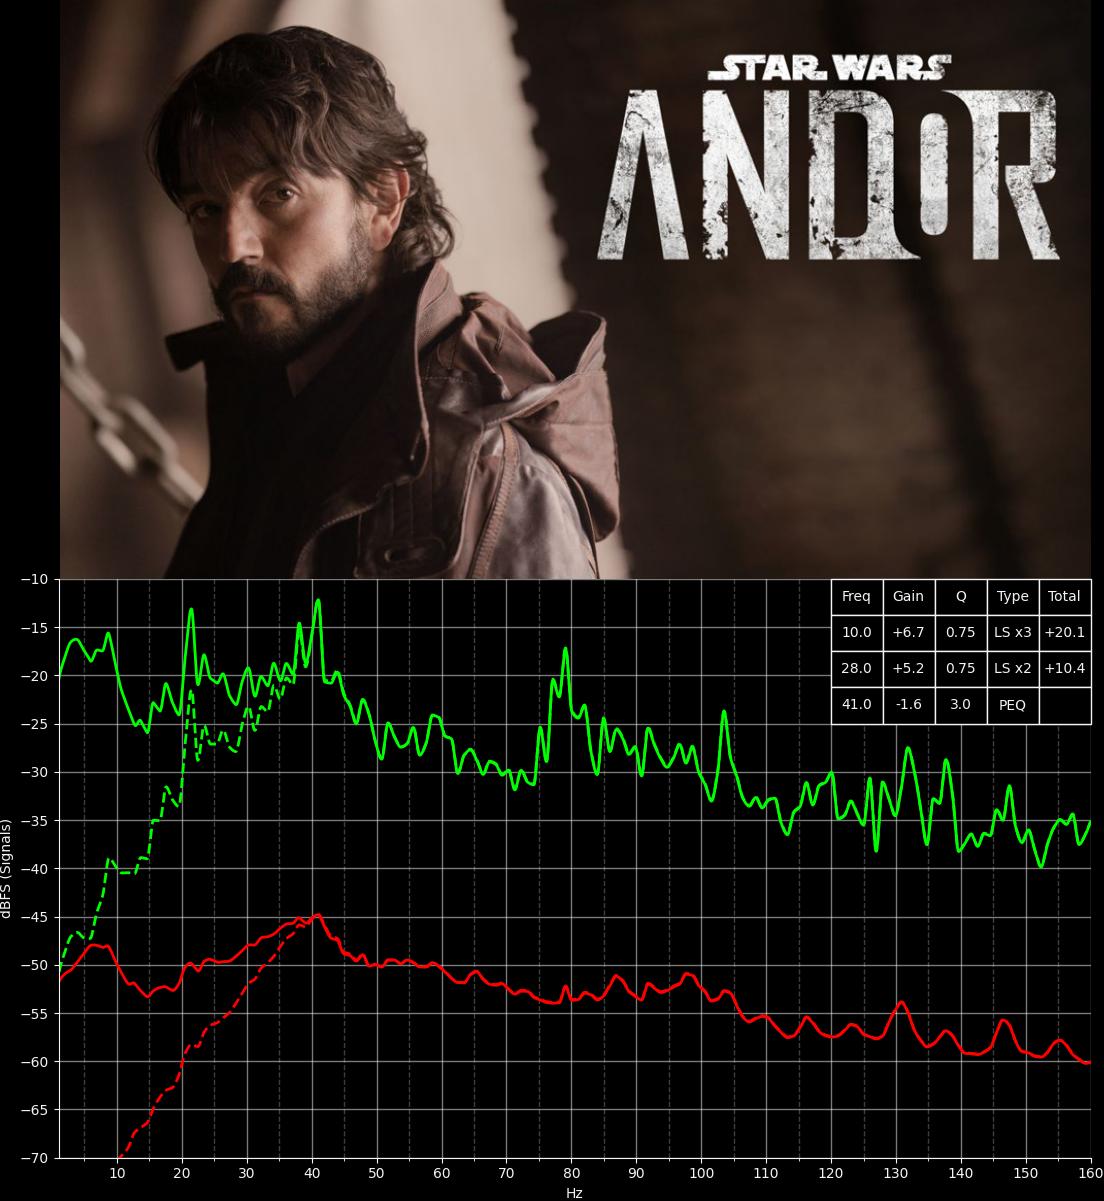 STAR WARS
ANDOR
Freq Gain Q Type Total
10.0 +6.7 0.75 LS x3 +20.1
28.0 +5.2 0.75 LS x2 +10.4
41.0 -1.6 3.0 PEQ
−10
−15
−20
−25
−30
−35
−40
−45
−50
−55
−60
−65
−70
dBFS (Signals)
10 20 30 40 50 60 70 80 90 100 110 120 130 140 150 160
Hz